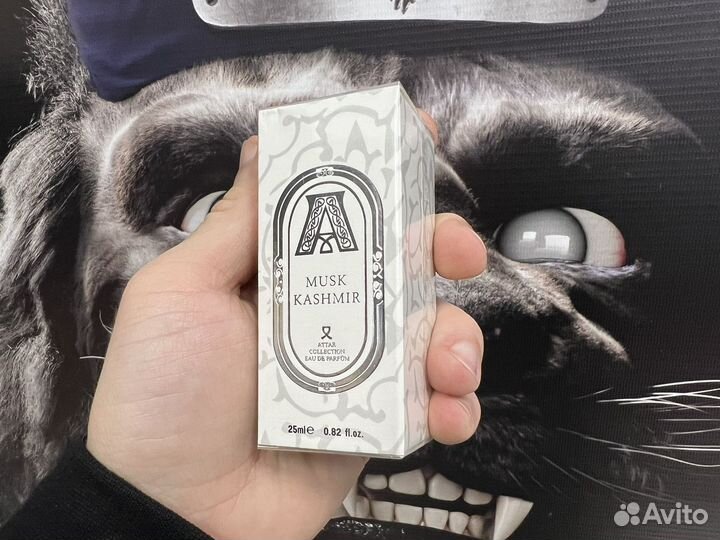 A
MUSK
KASHMIR
ATTAR
COLLECTION
EAU DE PARFUM
25ml℮ 0.82 fl.oz.
Avito